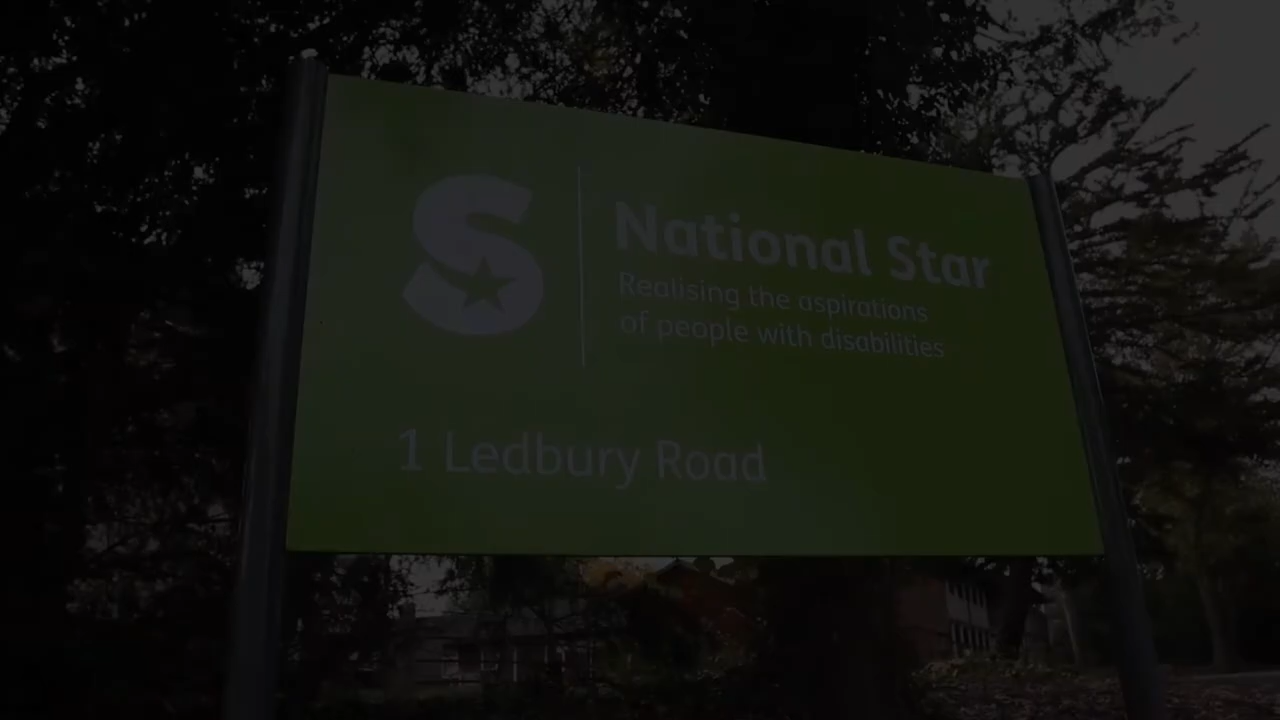 S
National Star
Realising the aspirations
of people with disabilities
1 Ledbury Road